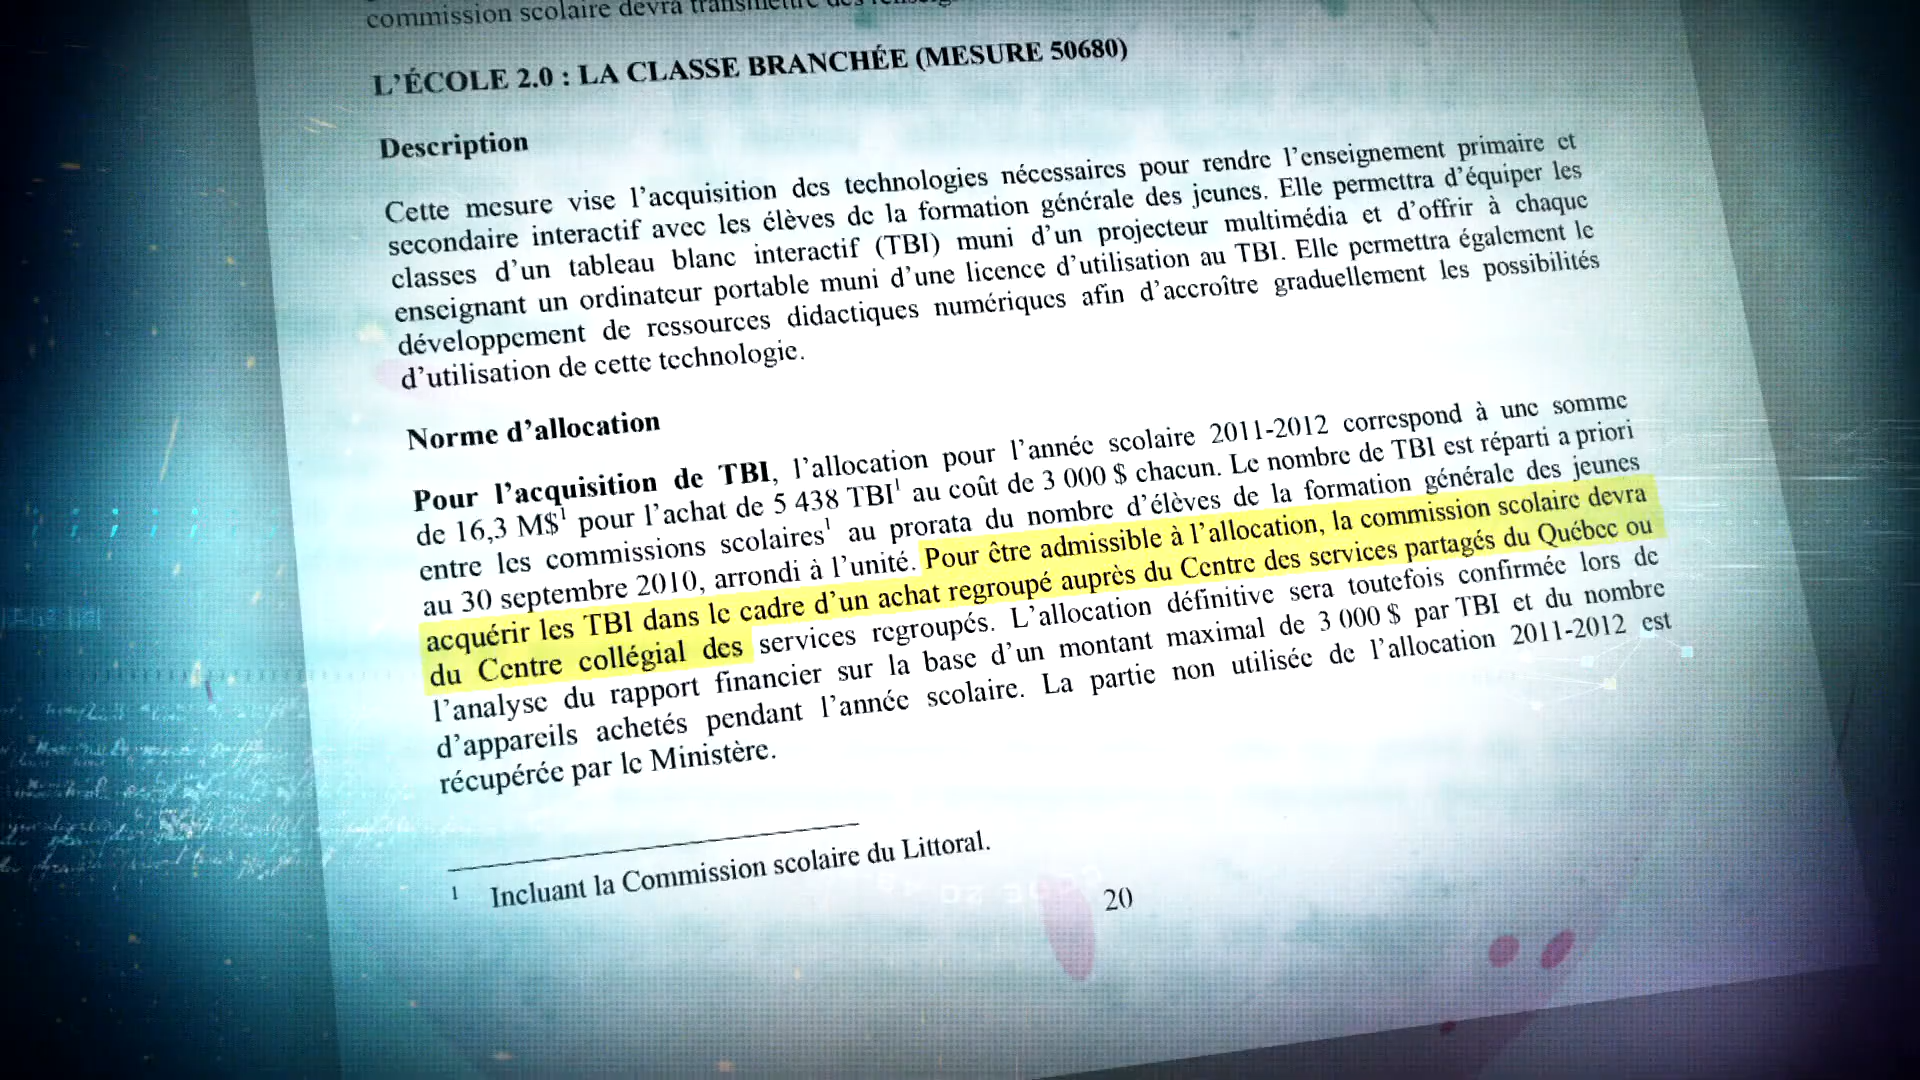 commission scolaire devra transmettre des
L'ÉCOLE 2.0 : LA CLASSE BRANCHÉE (MESURE 50680)
Description
Cette mesure vise l'acquisition des technologies nécessaires pour rendre l'enseignement primaire et
secondaire interactif avec les élèves de la formation générale des jeunes. Elle permettra d'équiper les
classes d'un tableau blanc interactif (TBI) muni d'un projecteur multimédia et d'offrir à chaque
enseignant un ordinateur portable muni d'une licence d'utilisation au TBI. Elle permettra également le
développement de ressources didactiques numériques afin d'accroître graduellement les possibilités
d'utilisation de cette technologie.
Norme d'allocation
Pour l'acquisition de TBI, l'allocation pour l'année scolaire 2011-2012 correspond à une somme
de 16,3 M$¹ pour l'achat de 5 438 TBI¹ au coût de 3 000 $ chacun. Le nombre de TBI est réparti a priori
entre les commissions scolaires¹ au prorata du nombre d'élèves de la formation générale des jeunes
au 30 septembre 2010, arrondi à l'unité. Pour être admissible à l'allocation, la commission scolaire devra
acquérir les TBI dans le cadre d'un achat regroupé auprès du Centre des services partagés du Québec ou
du Centre collégial des services regroupés. L'allocation définitive sera toutefois confirmée lors de
l'analyse du rapport financier sur la base d'un montant maximal de 3 000 $ par TBI et du nombre
d'appareils achetés pendant l'année scolaire. La partie non utilisée de l'allocation 2011-2012 est
récupérée par le Ministère.
1 Incluant la Commission scolaire du Littoral.
20